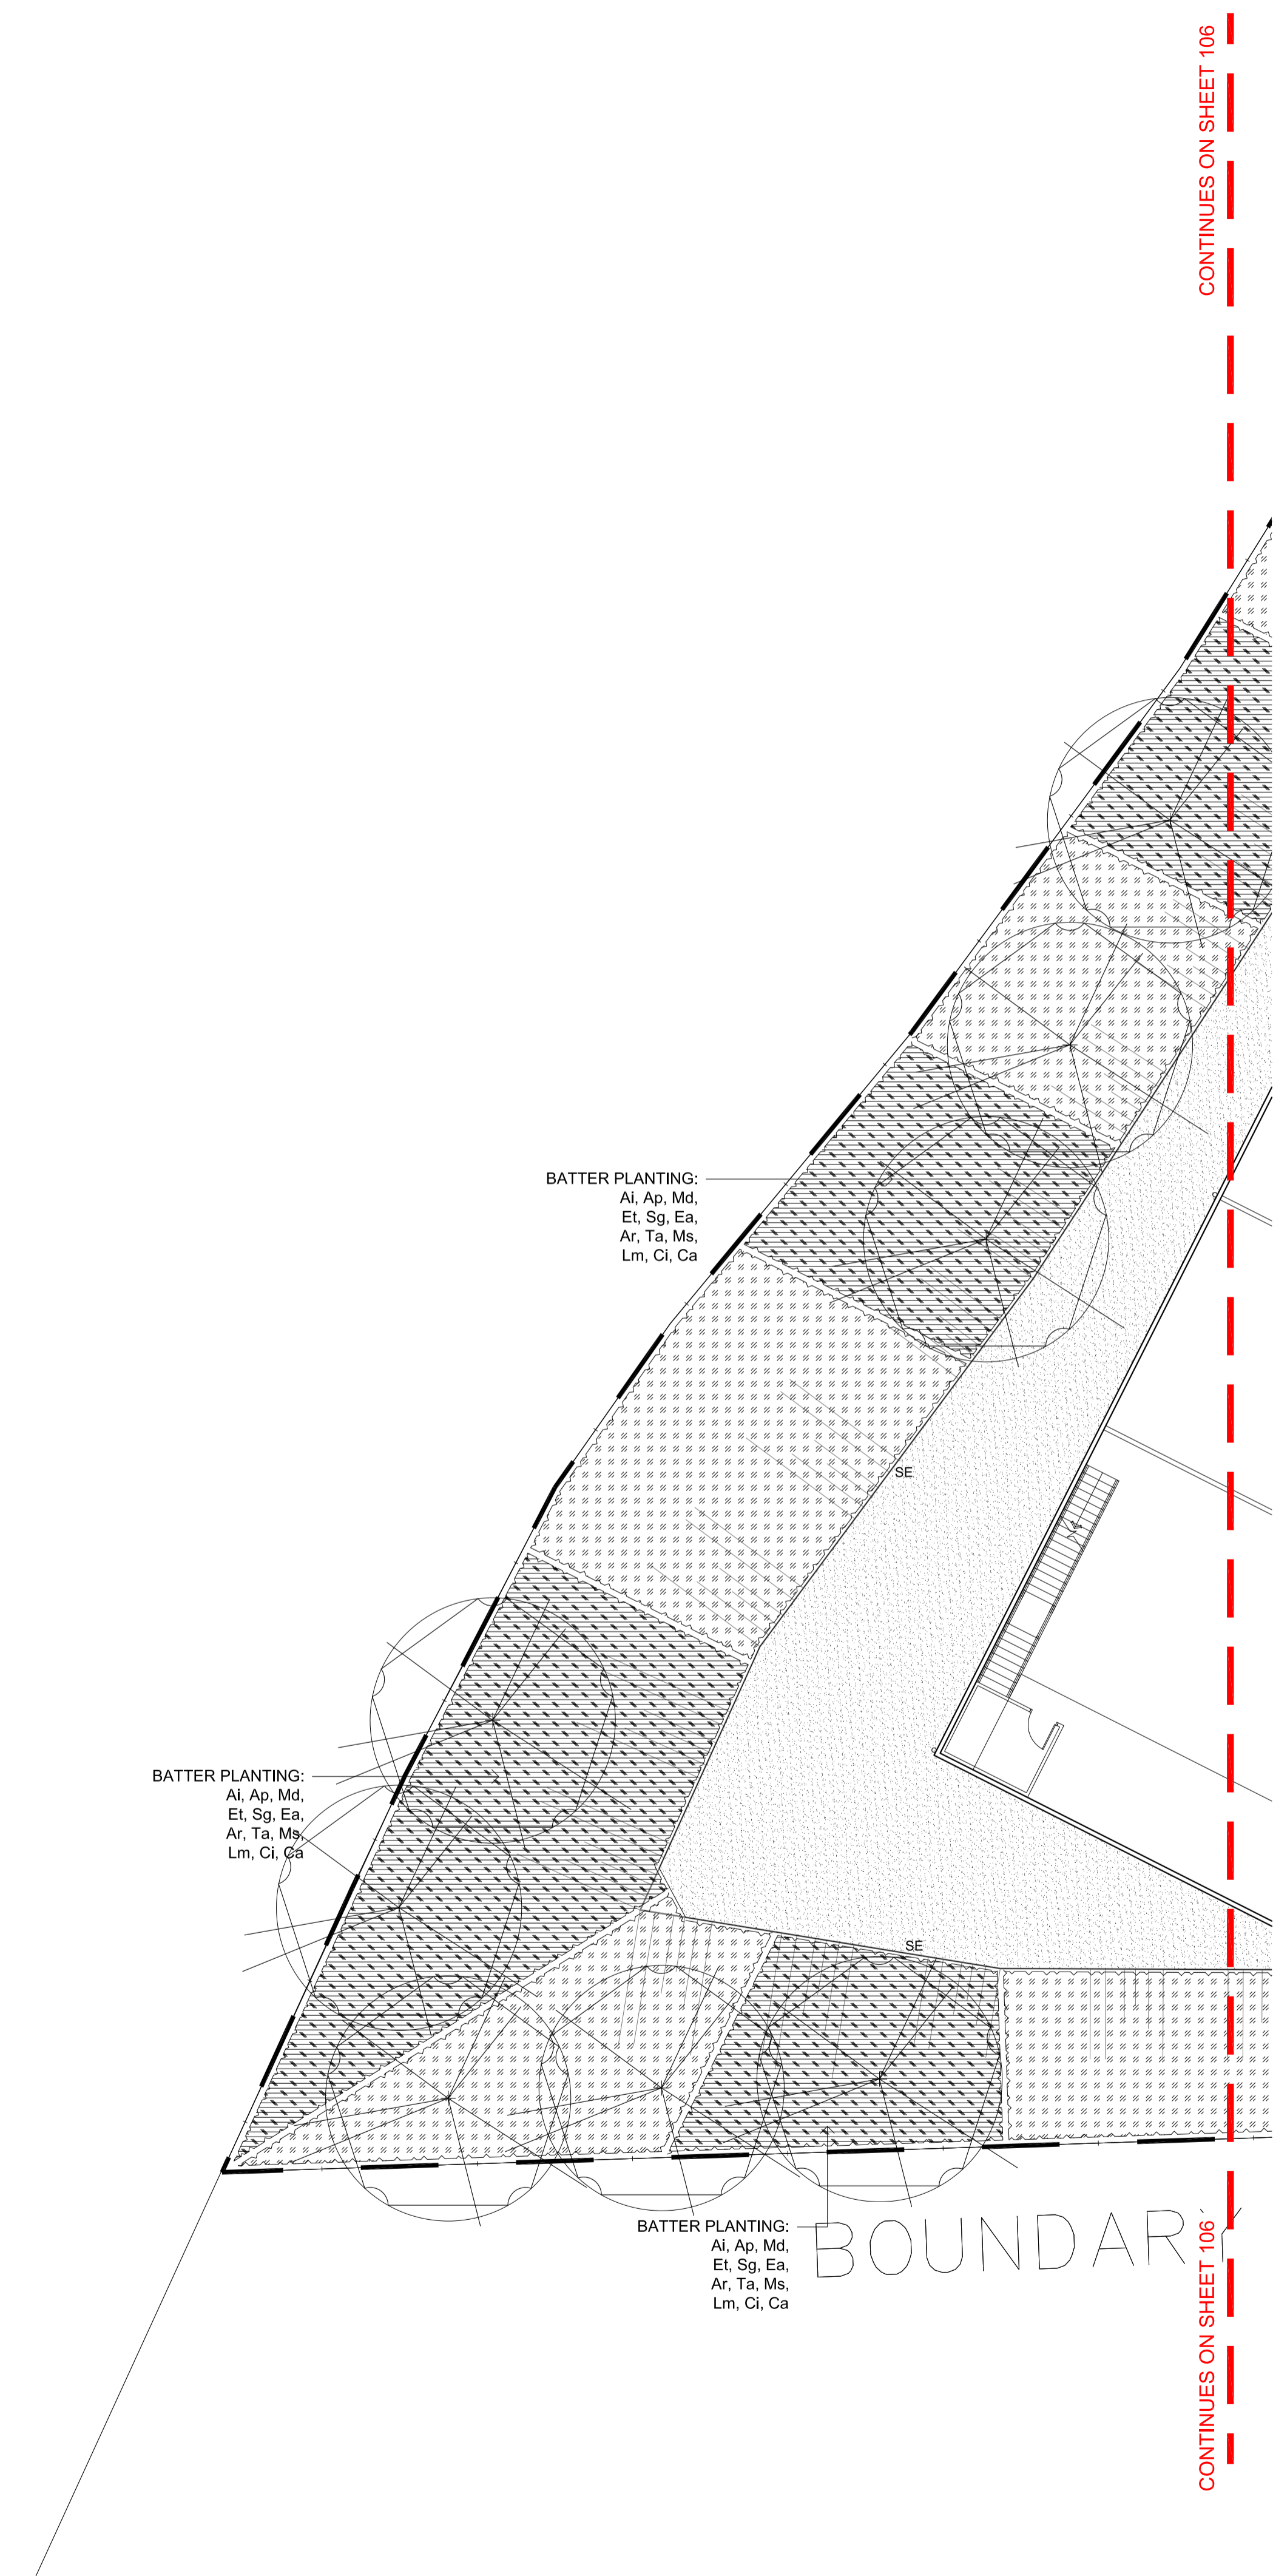 CONTINUES ON SHEET 106
BATTER PLANTING:
Ai, Ap, Md,
Et, Sg, Ea,
Ar, Ta, Ms,
Lm, Ci, Ca
SE
BATTER PLANTING:
Ai, Ap, Md,
Et, Sg, Ea,
Ar, Ta, Ms,
Lm, Ci, Ca
SE
BATTER PLANTING:
Ai, Ap, Md,
Et, Sg, Ea,
Ar, Ta, Ms,
Lm, Ci, Ca
BOUNDARY
CONTINUES ON SHEET 106